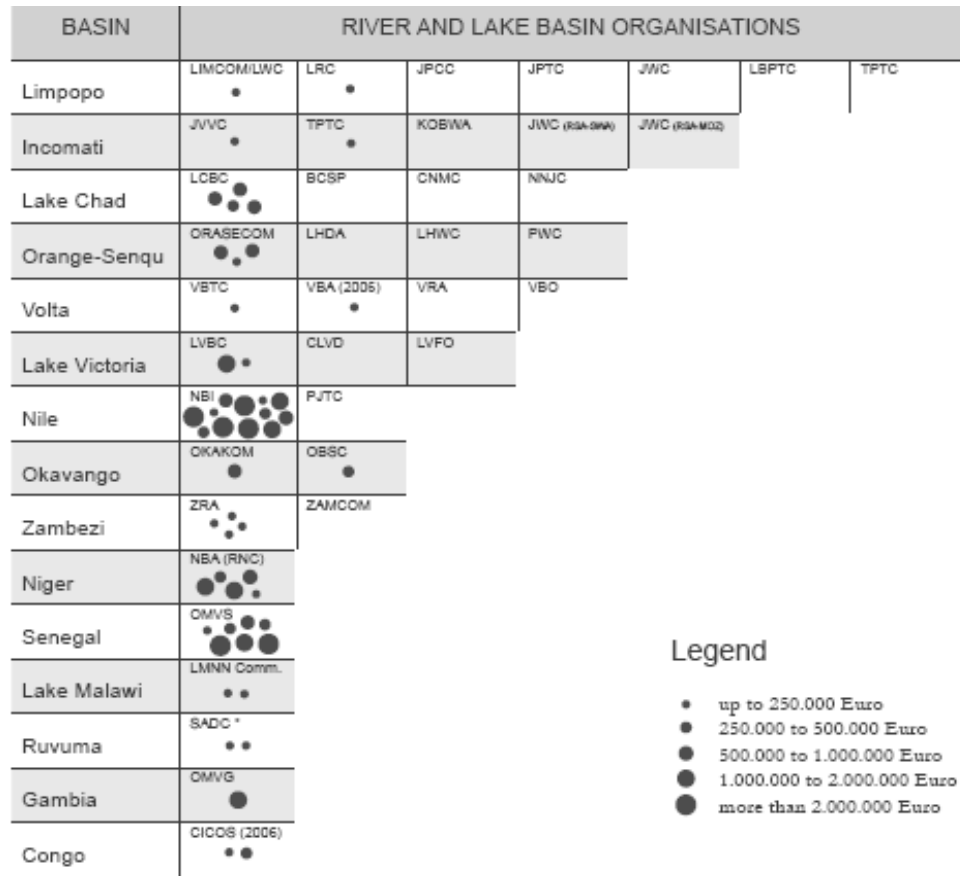 BASIN RIVER AND LAKE BASIN ORGANISATIONS
Limpopo LIMCOM/LWC LRC JPCC JPTC JWC LBPTC TPTC
Incomati JVVC TPTC KOBWA JWC (RSA-SWA) JWC (RSA-MOZ)
Lake Chad LCBC BCSP CNMC NNJC
Orange-Senqu ORASECOM LHDA LHWC PWC
Volta VBTC VBA (2006) VRA VBO
Lake Victoria LVBC CLVD LVFO
Nile NBI PJTC
Okavango OKAKOM OBSC
Zambezi ZRA ZAMCOM
Niger NBA (RNC)
Senegal OMVS
Lake Malawi LMNN Comm.
Ruvuma SADC *
Gambia OMVG
Congo CICOS (2006)
Legend
up to 250.000 Euro
250.000 to 500.000 Euro
500.000 to 1.000.000 Euro
1.000.000 to 2.000.000 Euro
more than 2.000.000 Euro